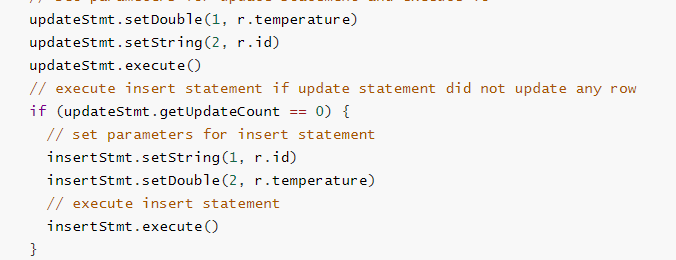 updateStmt.setDouble(1, r.temperature)
updateStmt.setString(2, r.id)
updateStmt.execute()
// execute insert statement if update statement did not update any row
if (updateStmt.getUpdateCount == 0) {
// set parameters for insert statement
insertStmt.setString(1, r.id)
insertStmt.setDouble(2, r.temperature)
// execute insert statement
insertStmt.execute()
}